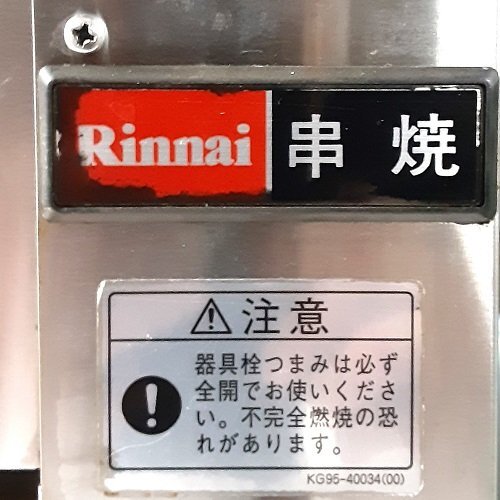 Rinnai 串焼
⚠注意
器具栓つまみは必ず
全開でお使いくださ
い。不完全燃焼の恐
れがあります。
KG95-40034(00)